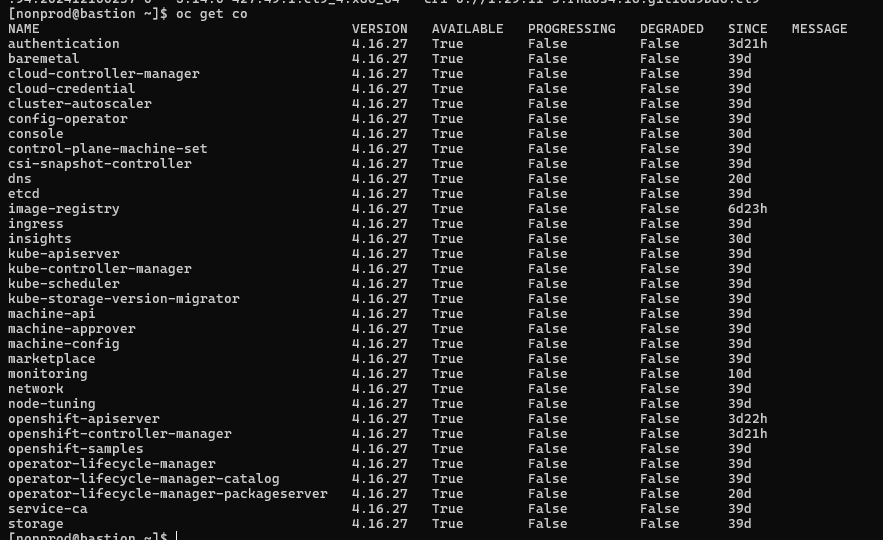 [nonprod@bastion ~]$ oc get co
NAME VERSION AVAILABLE PROGRESSING DEGRADED SINCE MESSAGE
authentication 4.16.27 True False False 3d21h
baremetal 4.16.27 True False False 39d
cloud-controller-manager 4.16.27 True False False 39d
cloud-credential 4.16.27 True False False 39d
cluster-autoscaler 4.16.27 True False False 39d
config-operator 4.16.27 True False False 39d
console 4.16.27 True False False 30d
control-plane-machine-set 4.16.27 True False False 39d
csi-snapshot-controller 4.16.27 True False False 39d
dns 4.16.27 True False False 20d
etcd 4.16.27 True False False 39d
image-registry 4.16.27 True False False 6d23h
ingress 4.16.27 True False False 39d
insights 4.16.27 True False False 30d
kube-apiserver 4.16.27 True False False 39d
kube-controller-manager 4.16.27 True False False 39d
kube-scheduler 4.16.27 True False False 39d
kube-storage-version-migrator 4.16.27 True False False 39d
machine-api 4.16.27 True False False 39d
machine-approver 4.16.27 True False False 39d
machine-config 4.16.27 True False False 39d
marketplace 4.16.27 True False False 39d
monitoring 4.16.27 True False False 10d
network 4.16.27 True False False 39d
node-tuning 4.16.27 True False False 39d
openshift-apiserver 4.16.27 True False False 3d22h
openshift-controller-manager 4.16.27 True False False 3d21h
openshift-samples 4.16.27 True False False 39d
operator-lifecycle-manager 4.16.27 True False False 39d
operator-lifecycle-manager-catalog 4.16.27 True False False 39d
operator-lifecycle-manager-packageserver 4.16.27 True False False 20d
service-ca 4.16.27 True False False 39d
storage 4.16.27 True False False 39d
[nonprod@bastion ~]$